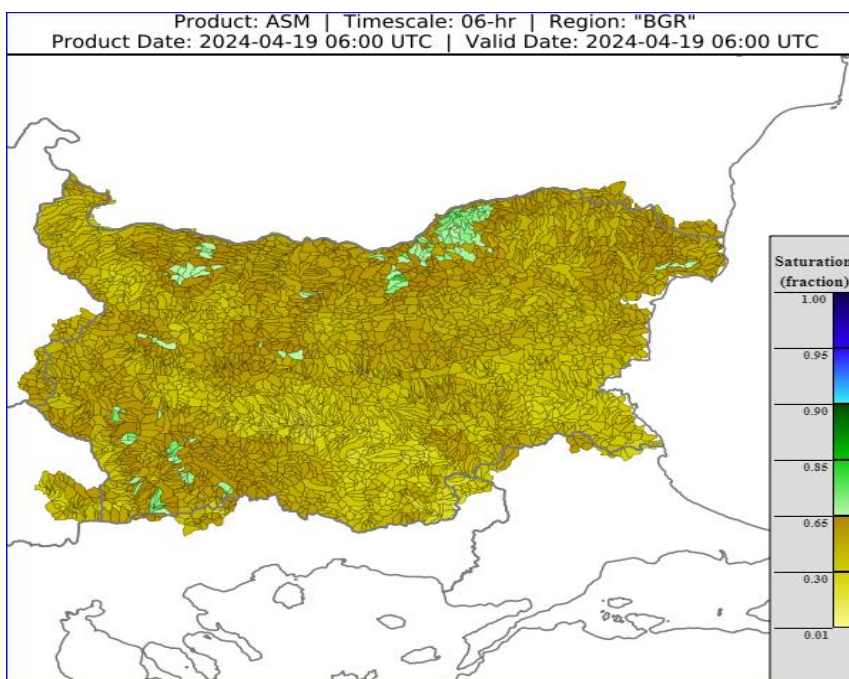 Product: ASM | Timescale: 06-hr | Region: "BGR"
Product Date: 2024-04-19 06:00 UTC | Valid Date: 2024-04-19 06:00 UTC
Saturation
(fraction)
1.00
0.95
0.90
0.85
0.65
0.30
0.01